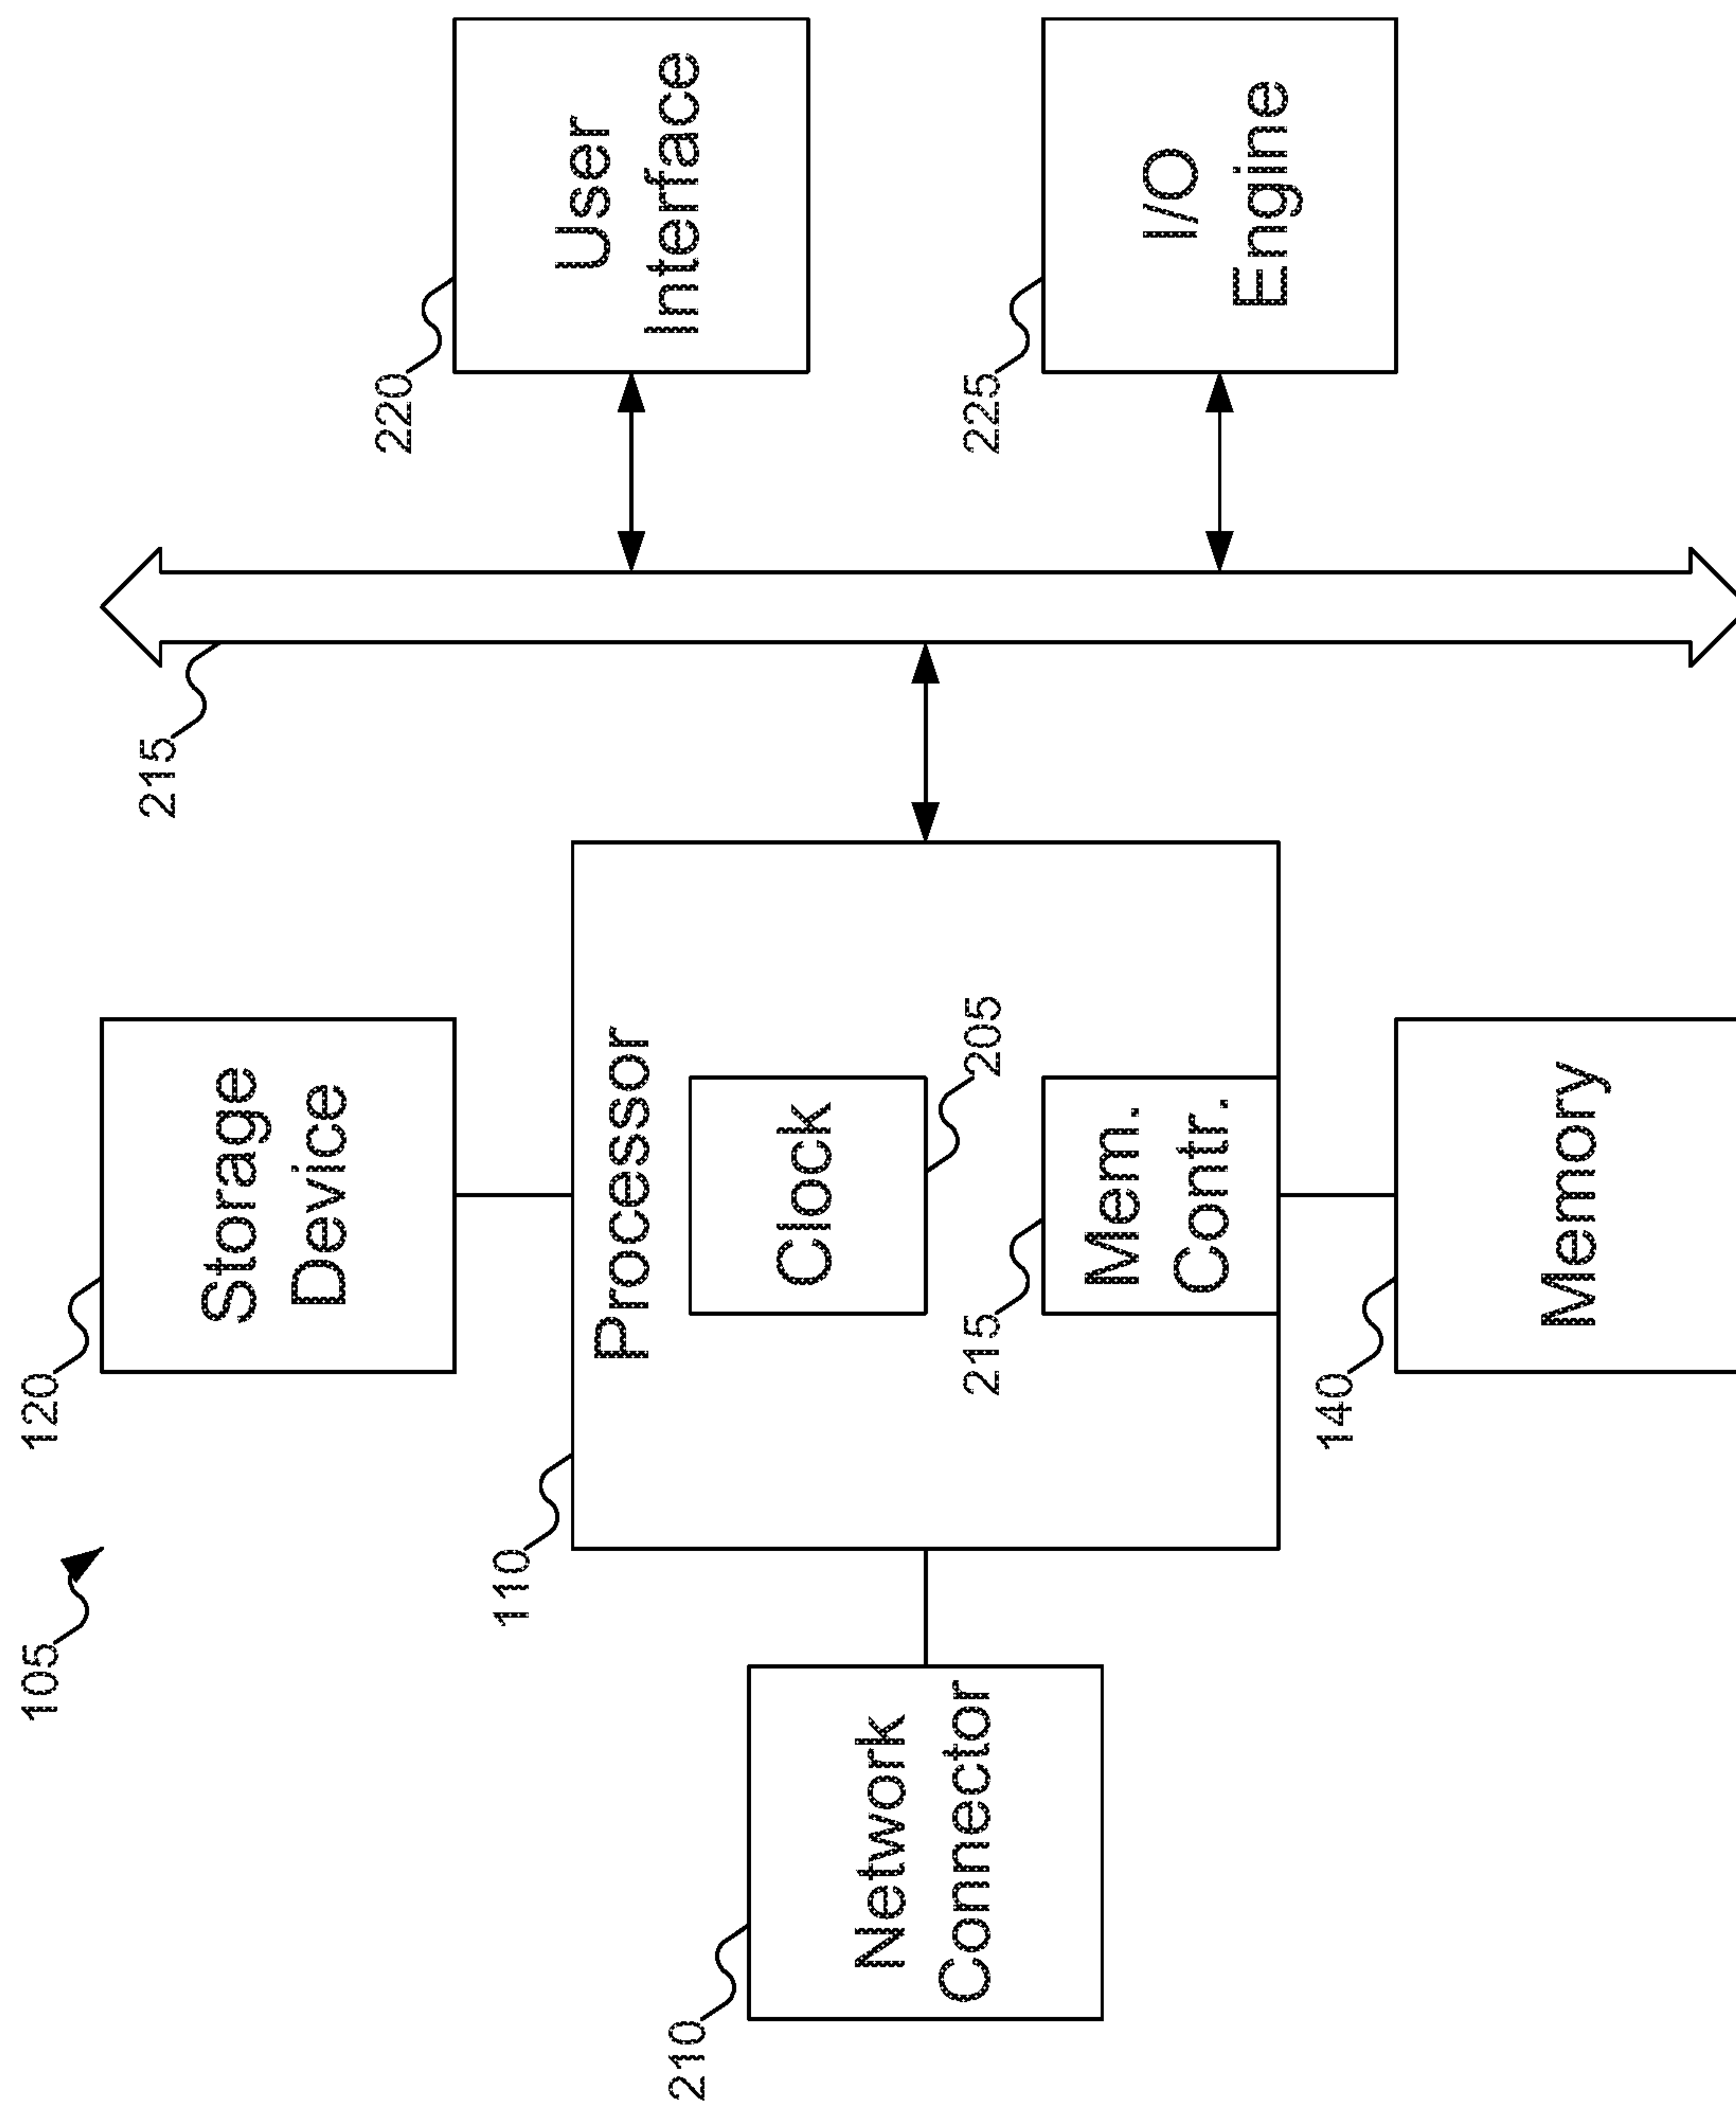 105
120
Storage
Device
215
220
User
Interface
110
Processor
210
Network
Connector
Clock
205
215
Mem.
Contr.
225
I/O
Engine
140
Memory